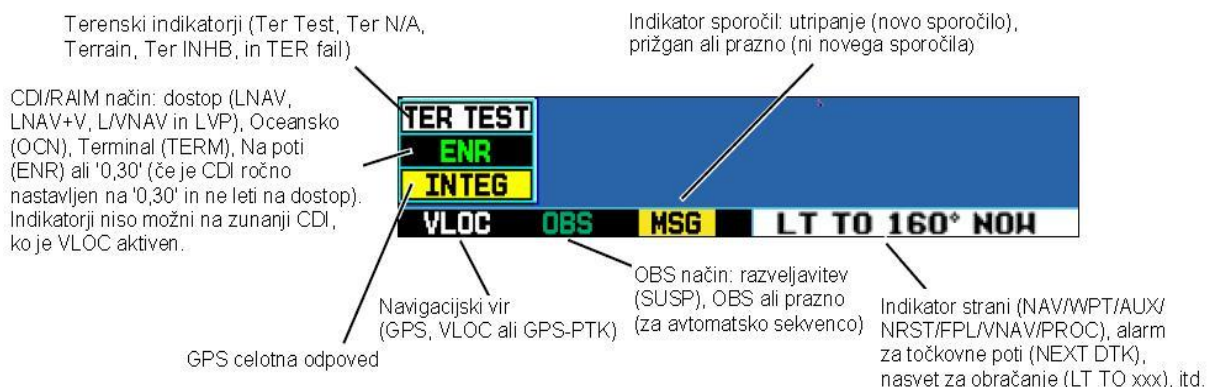 Terenski indikatorji (Ter Test, Ter N/A,
Terrain, Ter INHB, in TER fail)
Indikator sporočil: utripanje (novo sporočilo),
prižgan ali prazno (ni novega sporočila)
CDI/RAIM način: dostop (LNAV,
LNAV+V, L/VNAV in LVP), Oceansko
(OCN), Terminal (TERM), Na poti
(ENR) ali '0,30' (če je CDI ročno
nastavljen na '0,30' in ne leti na dostop).
Indikatorji niso možni na zunanji CDI,
ko je VLOC aktiven.
TER TEST
ENR
INTEG
VLOC OBS MSG LT TO 160° NOW
Navigacijski vir
(GPS, VLOC ali GPS-PTK)
GPS celotna odpoved
OBS način: razveljavitev
(SUSP), OBS ali prazno
(za avtomatsko sekvenco)
Indikator strani (NAV/WPT/AUX/
NRST/FPL/VNAV/PROC), alarm
za točkovne poti (NEXT DTK),
nasvet za obračanje (LT TO xxx), itd.